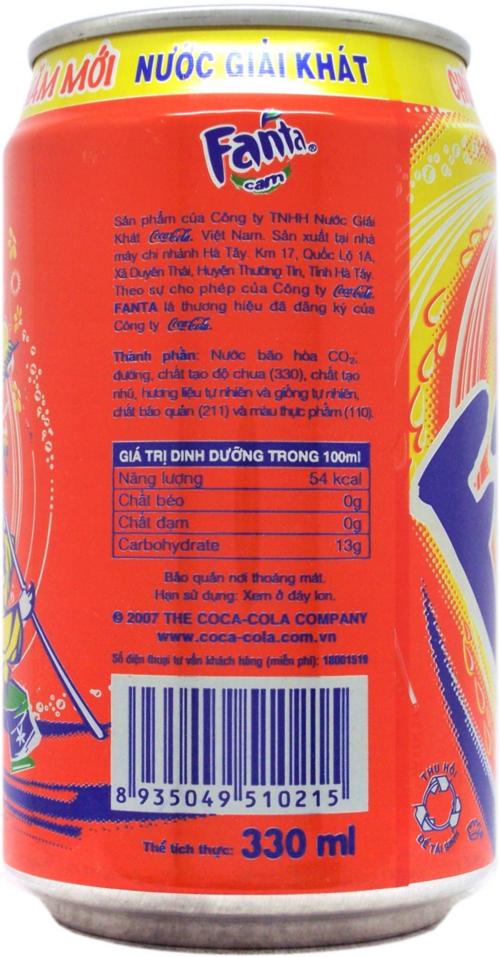 ẮM MỚI NƯỚC GIẢI KHÁT
Fanta®
cam
Sản phẩm của Công ty TNHH Nước Giải
Khát Coca-Cola. Việt Nam. Sản xuất tại nhà
máy chi nhánh Hà Tây. Km 17, Quốc Lộ 1A,
Xã Duyên Thái, Huyện Thường Tín, Tỉnh Hà Tây.
Theo sự cho phép của Công ty Coca-Cola.
FANTA là thương hiệu đã đăng ký của
Công ty Coca-Cola.
Thành phần: Nước bão hòa CO₂,
đường, chất tạo độ chua (330), chất tạo
nhũ, hương liệu tự nhiên và giống tự nhiên,
chất bảo quản (211) và màu thực phẩm (110).
GIÁ TRỊ DINH DƯỠNG TRONG 100ml
Năng lượng 54 kcal
Chất béo 0g
Chất đạm 0g
Carbohydrate 13g
Bảo quản nơi thoáng mát.
Hạn sử dụng: Xem ở đáy lon.
© 2007 THE COCA-COLA COMPANY
www.coca-cola.com.vn
Số điện thoại tư vấn khách hàng (miễn phí): 18001519
8 935049 510215
Thể tích thực: 330 ml
THU HỒI
ĐỂ TÁI SINH